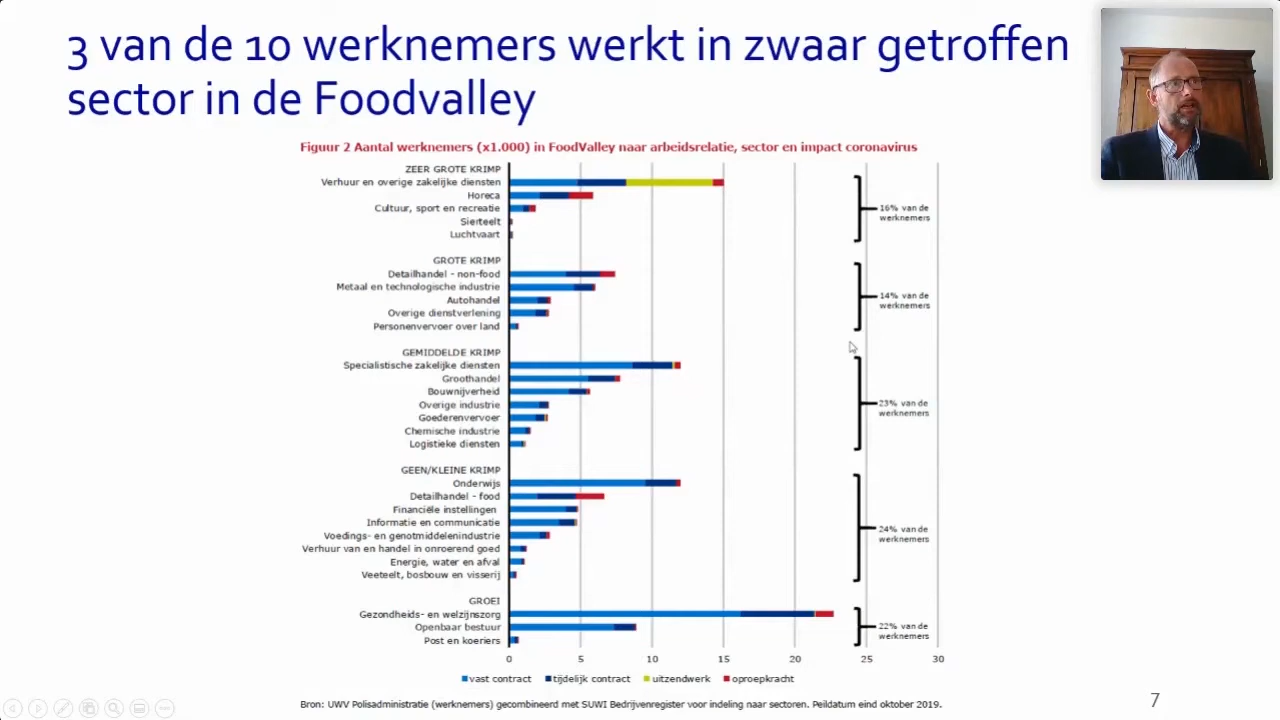 3 van de 10 werknemers werkt in zwaar getroffen
sector in de Foodvalley
Figuur 2 Aantal werknemers (x1.000) in FoodValley naar arbeidsrelatie, sector en impact coronavirus
ZEER GROTE KRIMP
Verhuur en overige zakelijke diensten
Horeca
Cultuur, sport en recreatie
Sierteelt
Luchtvaart
16% van de
werknemers
GROTE KRIMP
Detailhandel - non-food
Metaal en technologische industrie
Autohandel
Overige dienstverlening
Personenvervoer over land
14% van de
werknemers
GEMIDDELDE KRIMP
Specialistische zakelijke diensten
Groothandel
Bouwnijverheid
Overige industrie
Goederenvervoer
Chemische industrie
Logistieke diensten
23% van de
werknemers
GEEN/KLEINE KRIMP
Onderwijs
Detailhandel - food
Financiële instellingen
Informatie en communicatie
Voedings- en genotmiddelenindustrie
Verhuur van en handel in onroerend goed
Energie, water en afval
Veeteelt, bosbouw en visserij
24% van de
werknemers
GROEI
Gezondheids- en welzijnszorg
Openbaar bestuur
Post en koeriers
22% van de
werknemers
0 5 10 15 20 25 30
vast contract tijdelijk contract uitzendwerk oproepkracht
Bron: UWV Polisadministratie (werknemers) gecombineerd met SUWI Bedrijvenregister voor indeling naar sectoren. Peildatum eind oktober 2019.
7